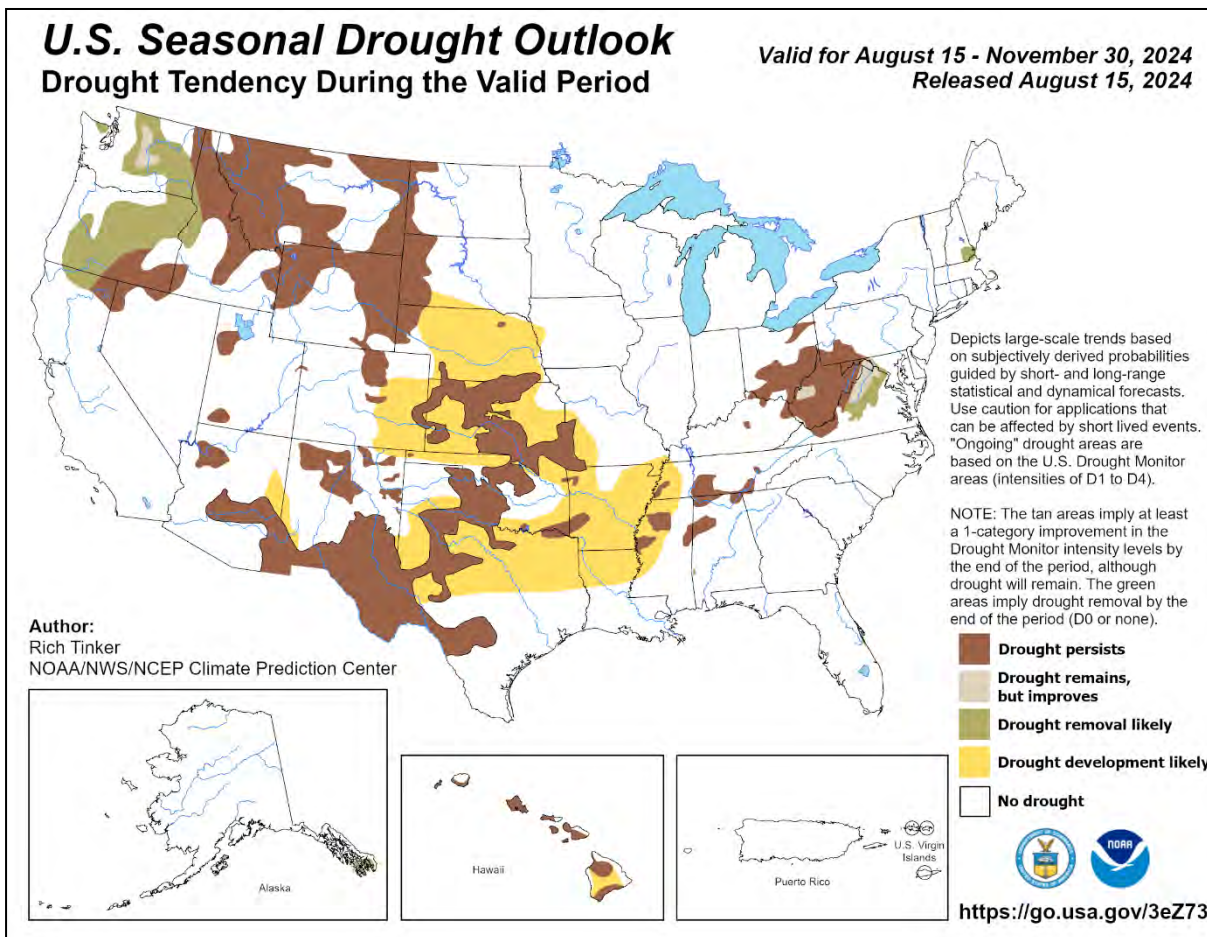 U.S. Seasonal Drought Outlook
Drought Tendency During the Valid Period
Valid for August 15 - November 30, 2024
Released August 15, 2024
Depicts large-scale trends based
on subjectively derived probabilities
guided by short- and long-range
statistical and dynamical forecasts.
Use caution for applications that
can be affected by short lived events.
"Ongoing" drought areas are
based on the U.S. Drought Monitor
areas (intensities of D1 to D4).
NOTE: The tan areas imply at least
a 1-category improvement in the
Drought Monitor intensity levels by
the end of the period, although
drought will remain. The green
areas imply drought removal by the
end of the period (D0 or none).
Author:
Rich Tinker
NOAA/NWS/NCEP Climate Prediction Center
Drought persists
Drought remains,
but improves
Drought removal likely
Drought development likely
No drought
Alaska
Hawaii
Puerto Rico
U.S. Virgin
Islands
NOAA
https://go.usa.gov/3eZ73